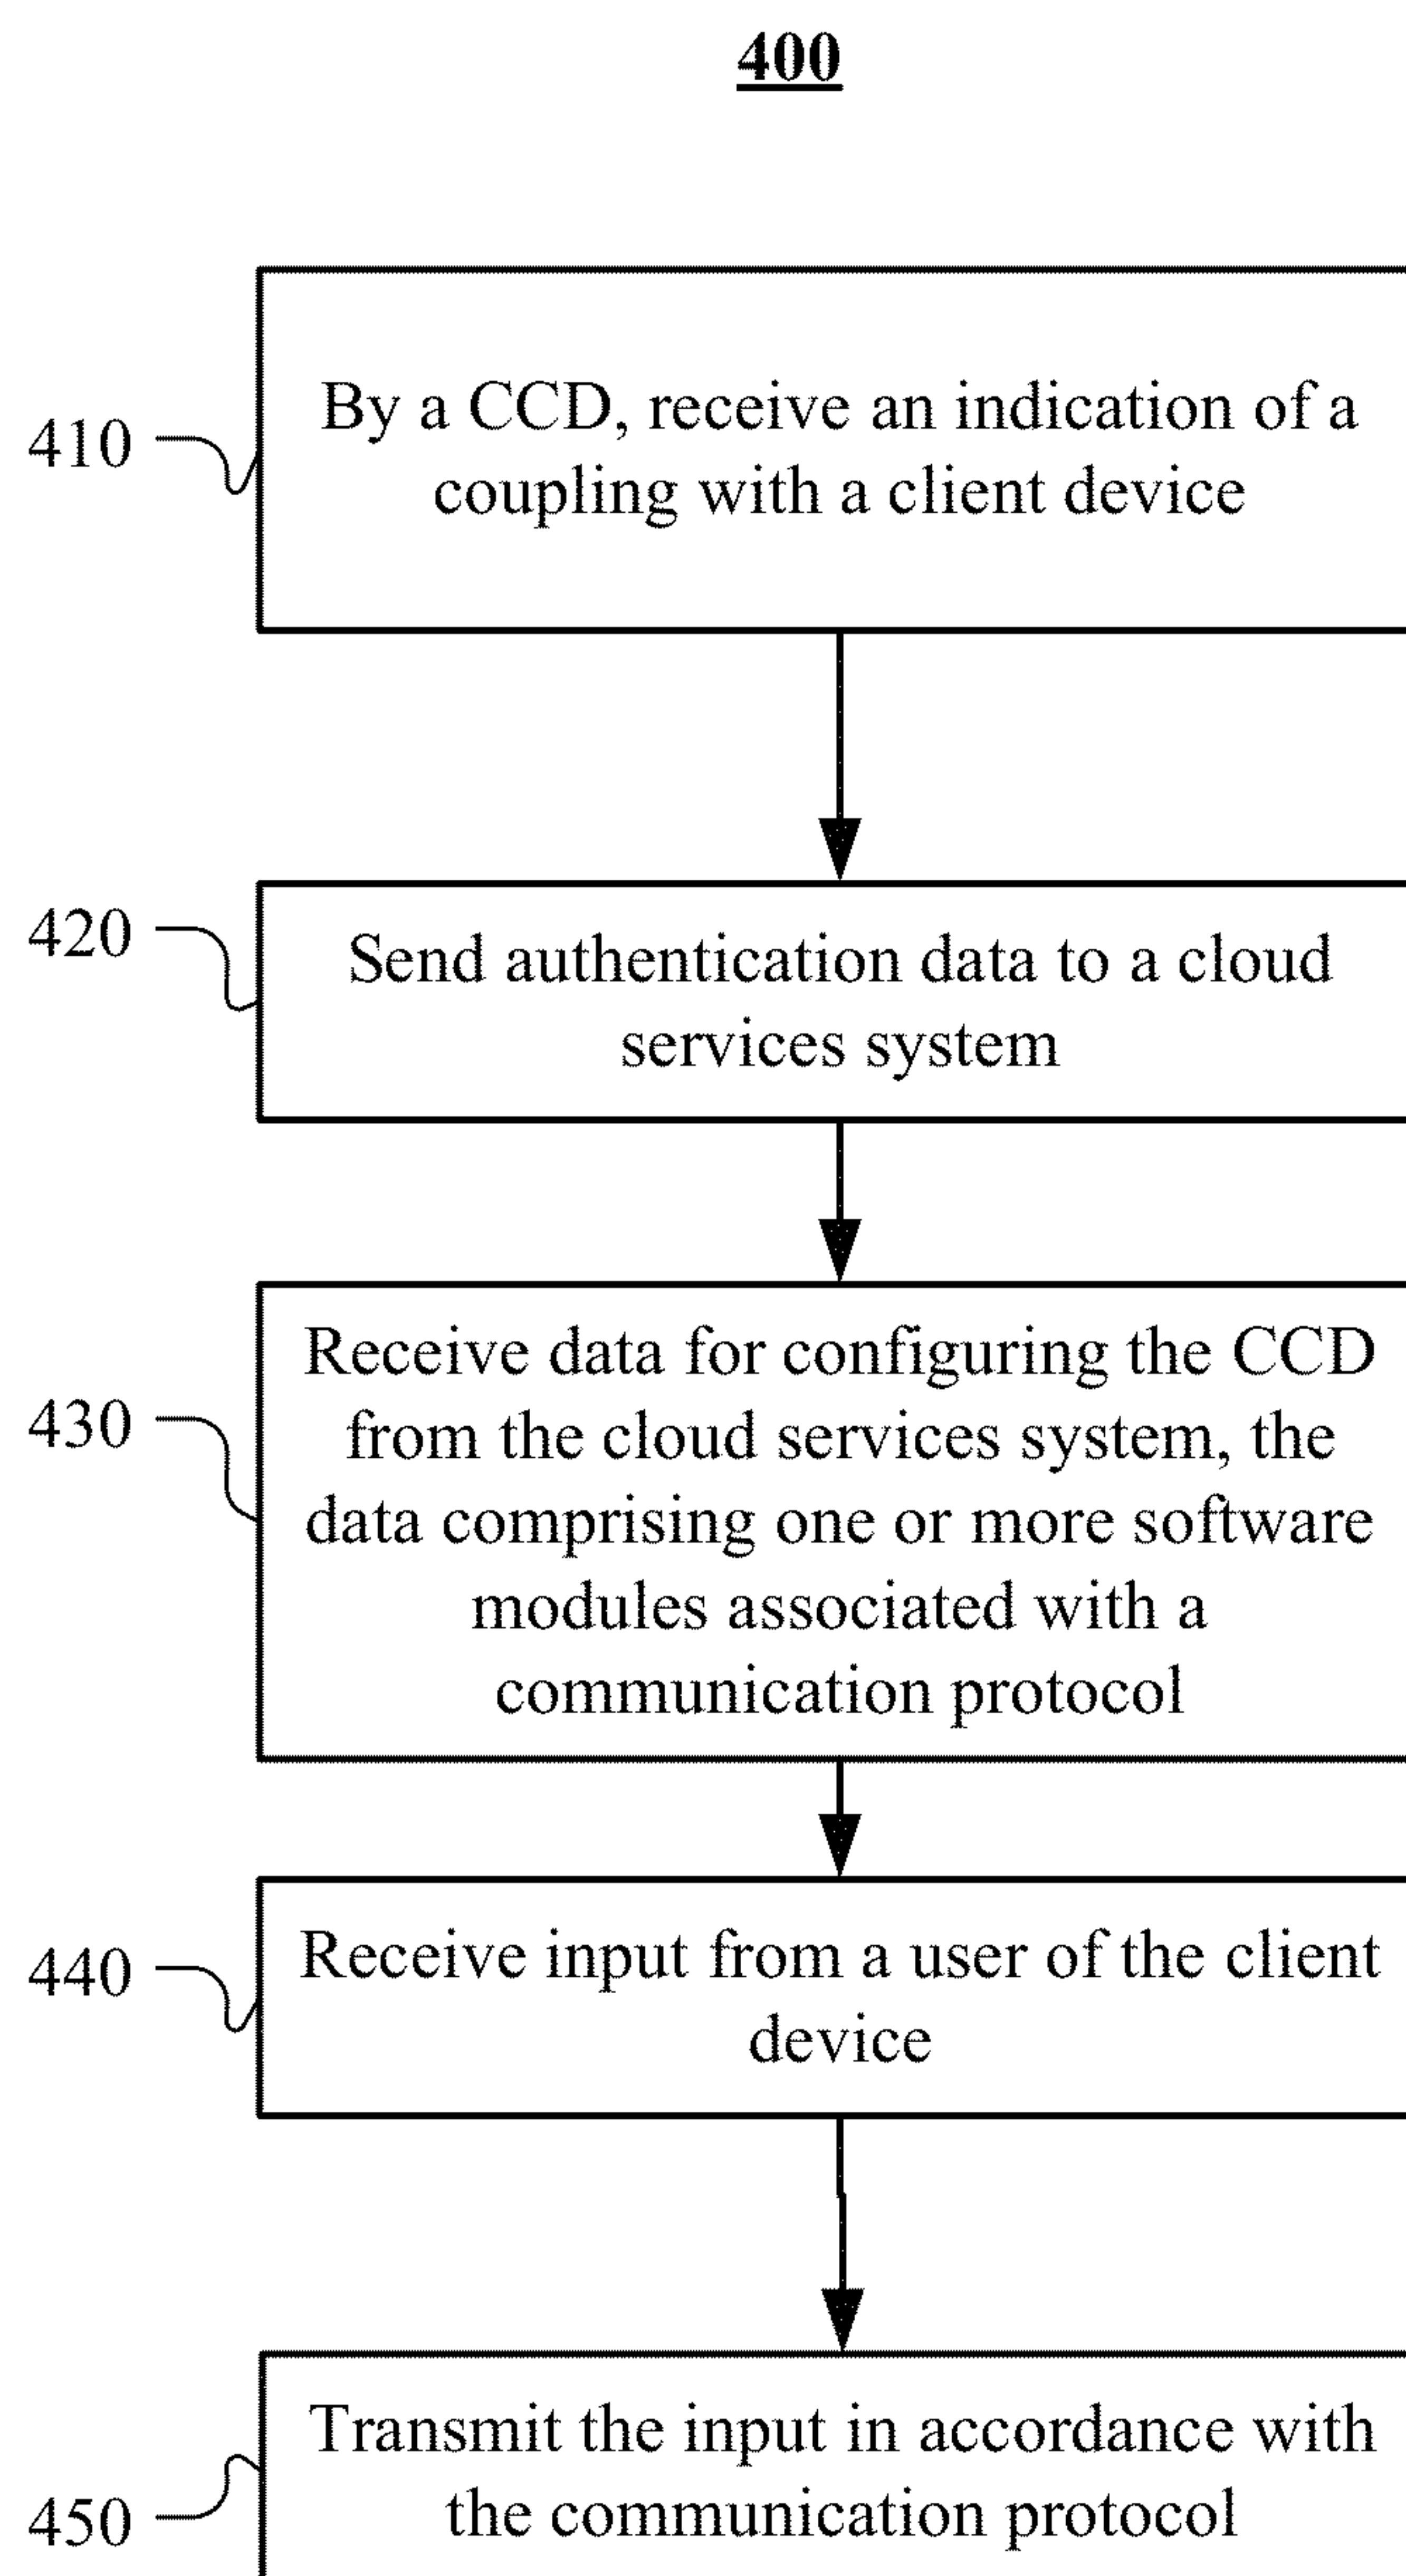 400
410
By a CCD, receive an indication of a
coupling with a client device
420
Send authentication data to a cloud
services system
430
Receive data for configuring the CCD
from the cloud services system, the
data comprising one or more software
modules associated with a
communication protocol
440
Receive input from a user of the client
device
450
Transmit the input in accordance with
the communication protocol